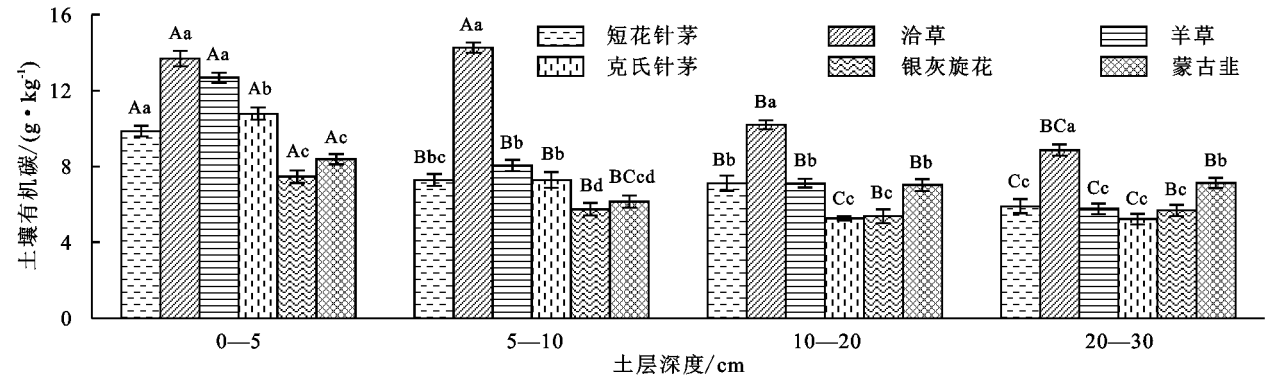 16
12
8
4
0
土壤有机碳/(g·kg-1)
短花针茅 洽草 羊草
克氏针茅 银灰旋花 蒙古韭
Aa Aa Aa Ab Ac Ac
Bbc Aa Bb Bb Bd BCcd
Bb Ba Bb Cc Bc Bb
Cc BCa Cc Cc Bc Bb
0—5 5—10 10—20 20—30
土层深度/cm